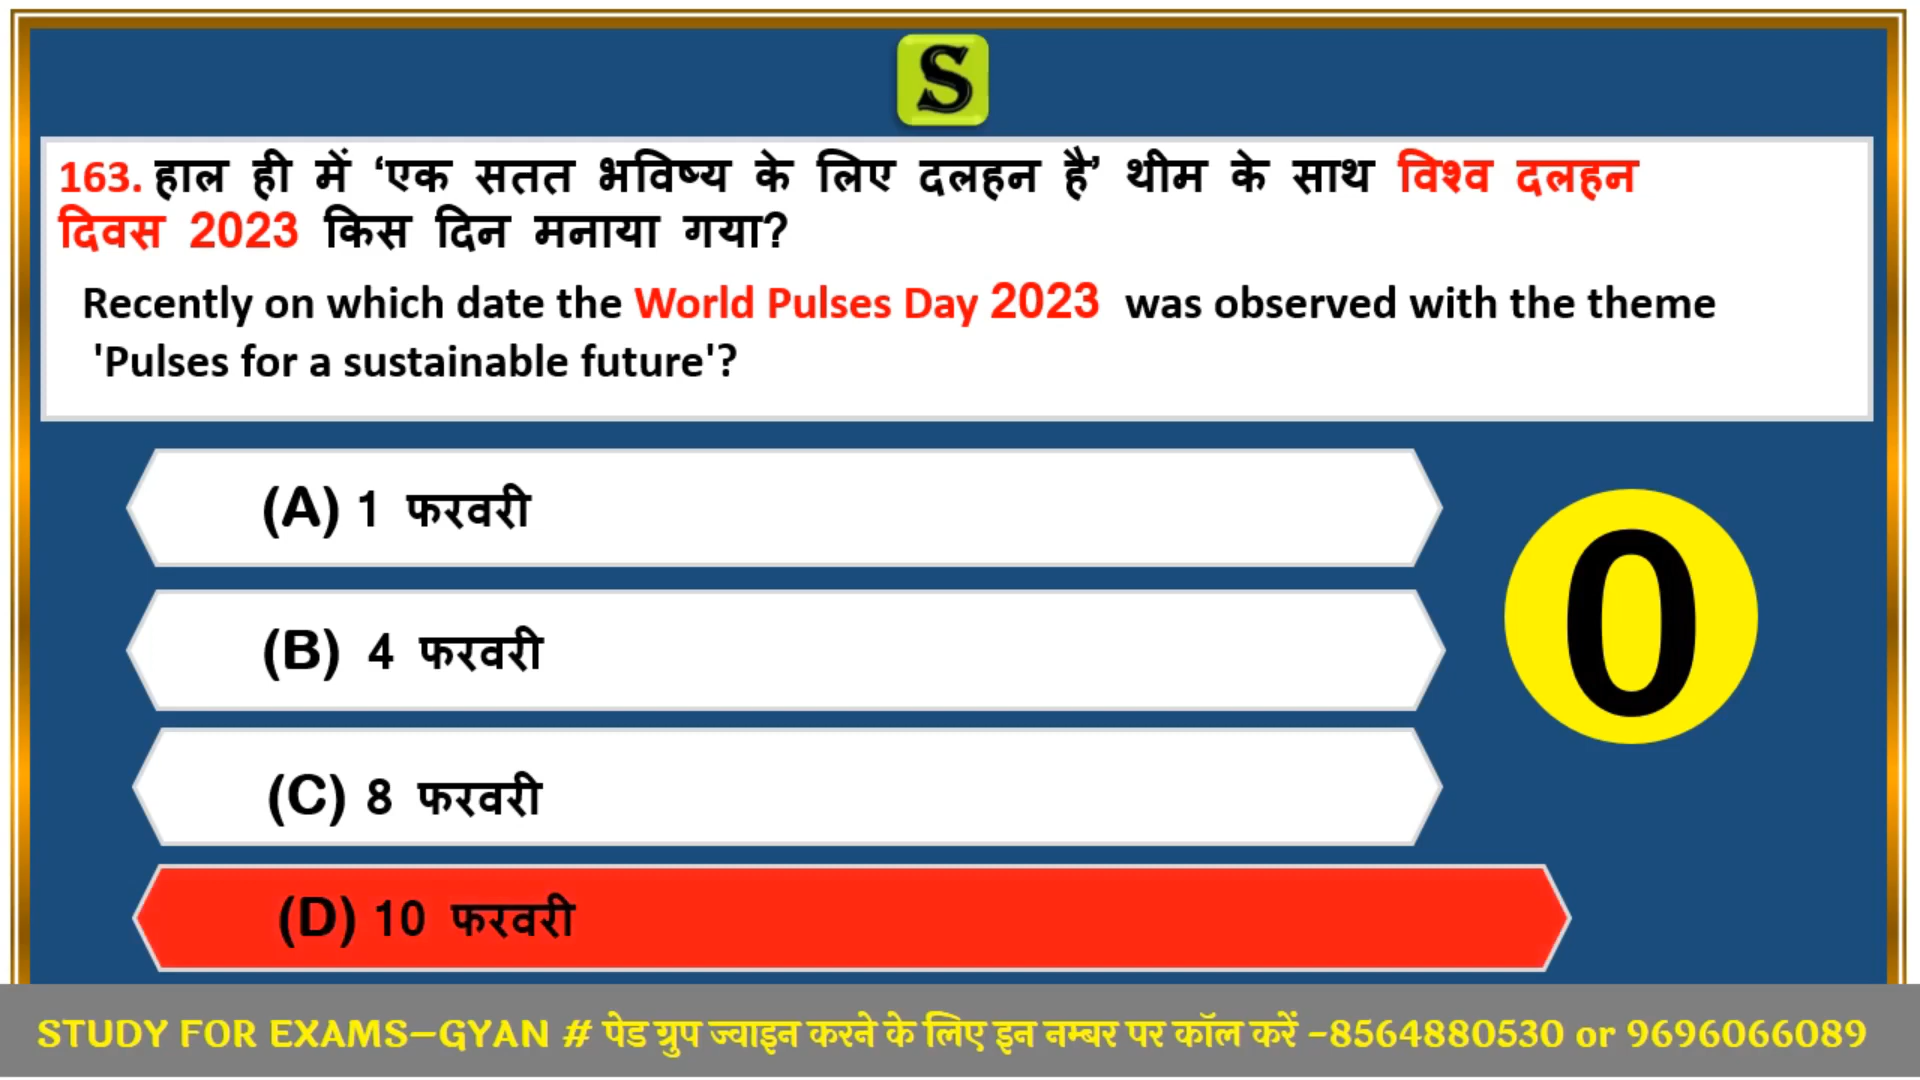 S
163. हाल ही में ‘एक सतत भविष्य के लिए दलहन है’ थीम के साथ विश्व दलहन
दिवस 2023 किस दिन मनाया गया?
Recently on which date the World Pulses Day 2023 was observed with the theme
'Pulses for a sustainable future'?
(A) 1 फरवरी
(B) 4 फरवरी
0
(C) 8 फरवरी
(D) 10 फरवरी
STUDY FOR EXAMS–GYAN # पेड ग्रुप ज्वाइन करने के लिए इन नम्बर पर कॉल करें –8564880530 or 9696066089